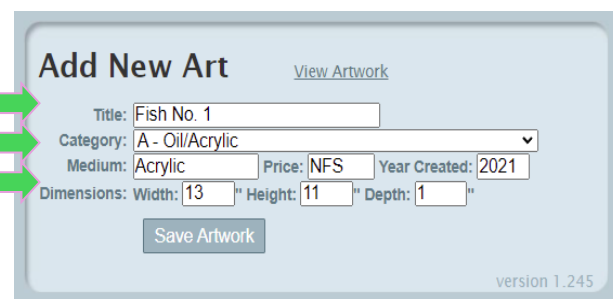 Add New Art View Artwork
Title: Fish No. 1
Category: A - Oil/Acrylic
Medium: Acrylic Price: NFS Year Created: 2021
Dimensions: Width: 13 " Height: 11 " Depth: 1 "
Save Artwork
version 1.245